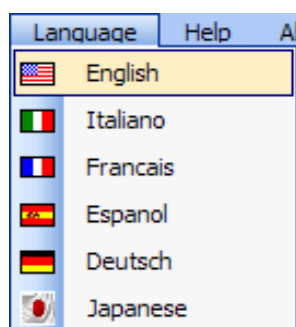 Language Help
English
Italiano
Francais
Espanol
Deutsch
Japanese